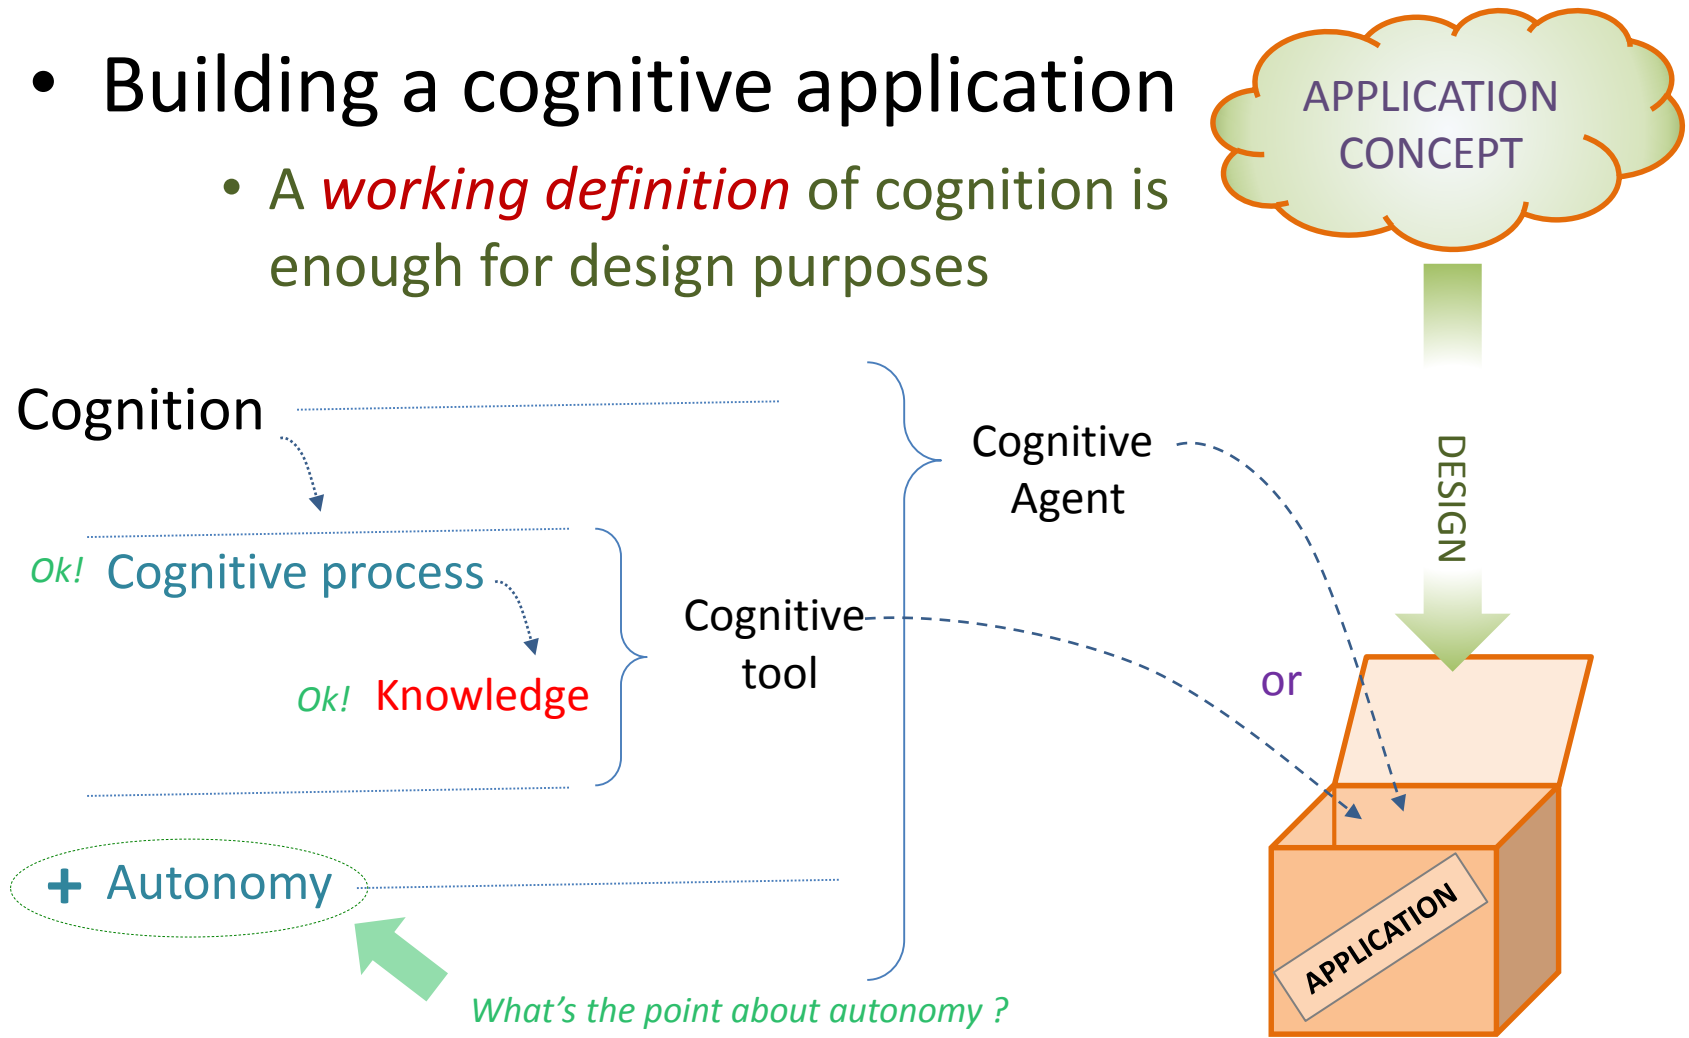 • Building a cognitive application
• A working definition of cognition is
enough for design purposes
APPLICATION
CONCEPT
DESIGN
Cognition
Ok! Cognitive process
Ok! Knowledge
+ Autonomy
What's the point about autonomy ?
Cognitive
tool
Cognitive
Agent
or
APPLICATION